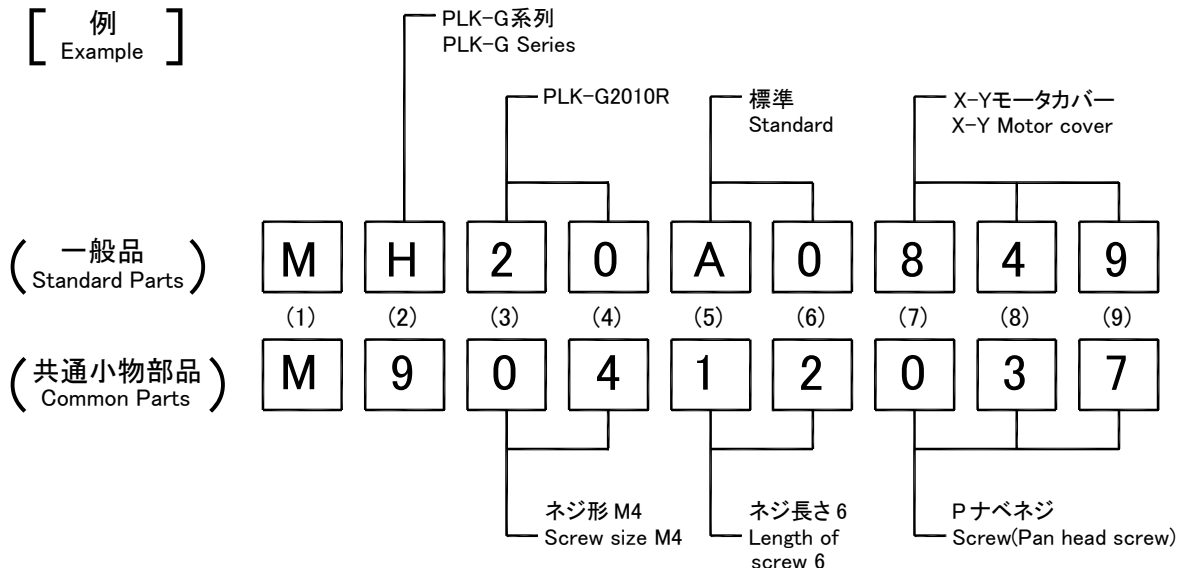 例
Example
PLK-G系列
PLK-G Series
PLK-G2010R
標準
Standard
X-Yモータカバー
X-Y Motor cover
一般品
Standard Parts
M H 2 0 A 0 8 4 9
(1) (2) (3) (4) (5) (6) (7) (8) (9)
共通小物部品
Common Parts
M 9 0 4 1 2 0 3 7
ネジ形 M4
Screw size M4
ネジ長さ 6
Length of
screw 6
Pナベネジ
Screw(Pan head screw)